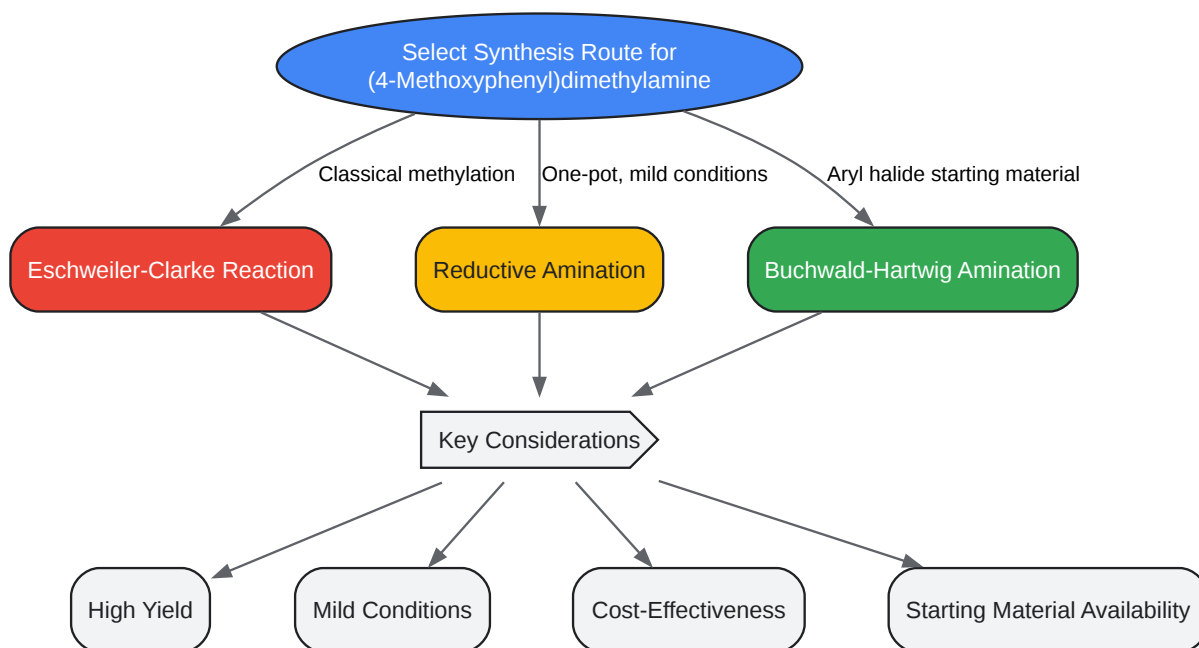 Select Synthesis Route for
(4-Methoxyphenyl)dimethylamine
Classical methylation
One-pot, mild conditions
Aryl halide starting material
Eschweiler-Clarke Reaction
Reductive Amination
Buchwald-Hartwig Amination
Key Considerations
High Yield
Mild Conditions
Cost-Effectiveness
Starting Material Availability